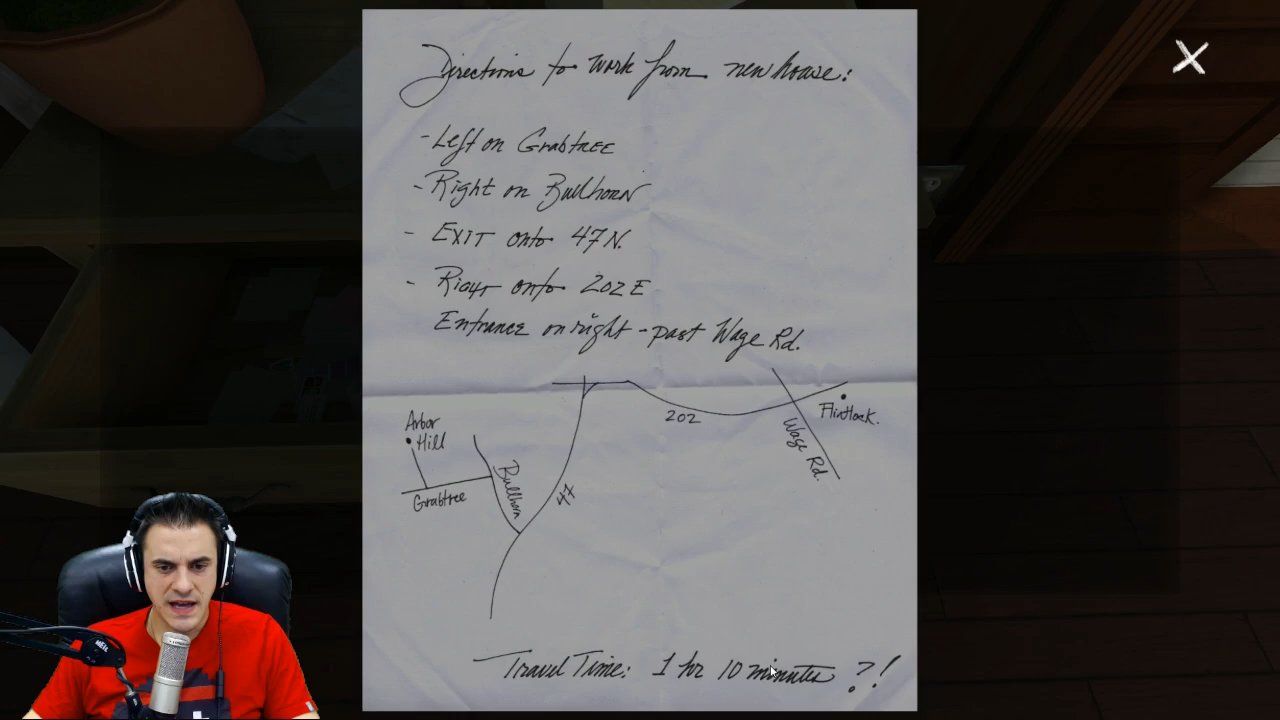 Directions to work from new house:
- Left on Grabtree
- Right on Bullhorn
- Exit onto 47 N.
- Right onto 202 E
Entrance on right - past Wage Rd.
Arbor
Hill
Grabtree
Bullhorn
47
202
Wage Rd.
Flintlock.
Travel Time: 1 hr 10 minutes ?!